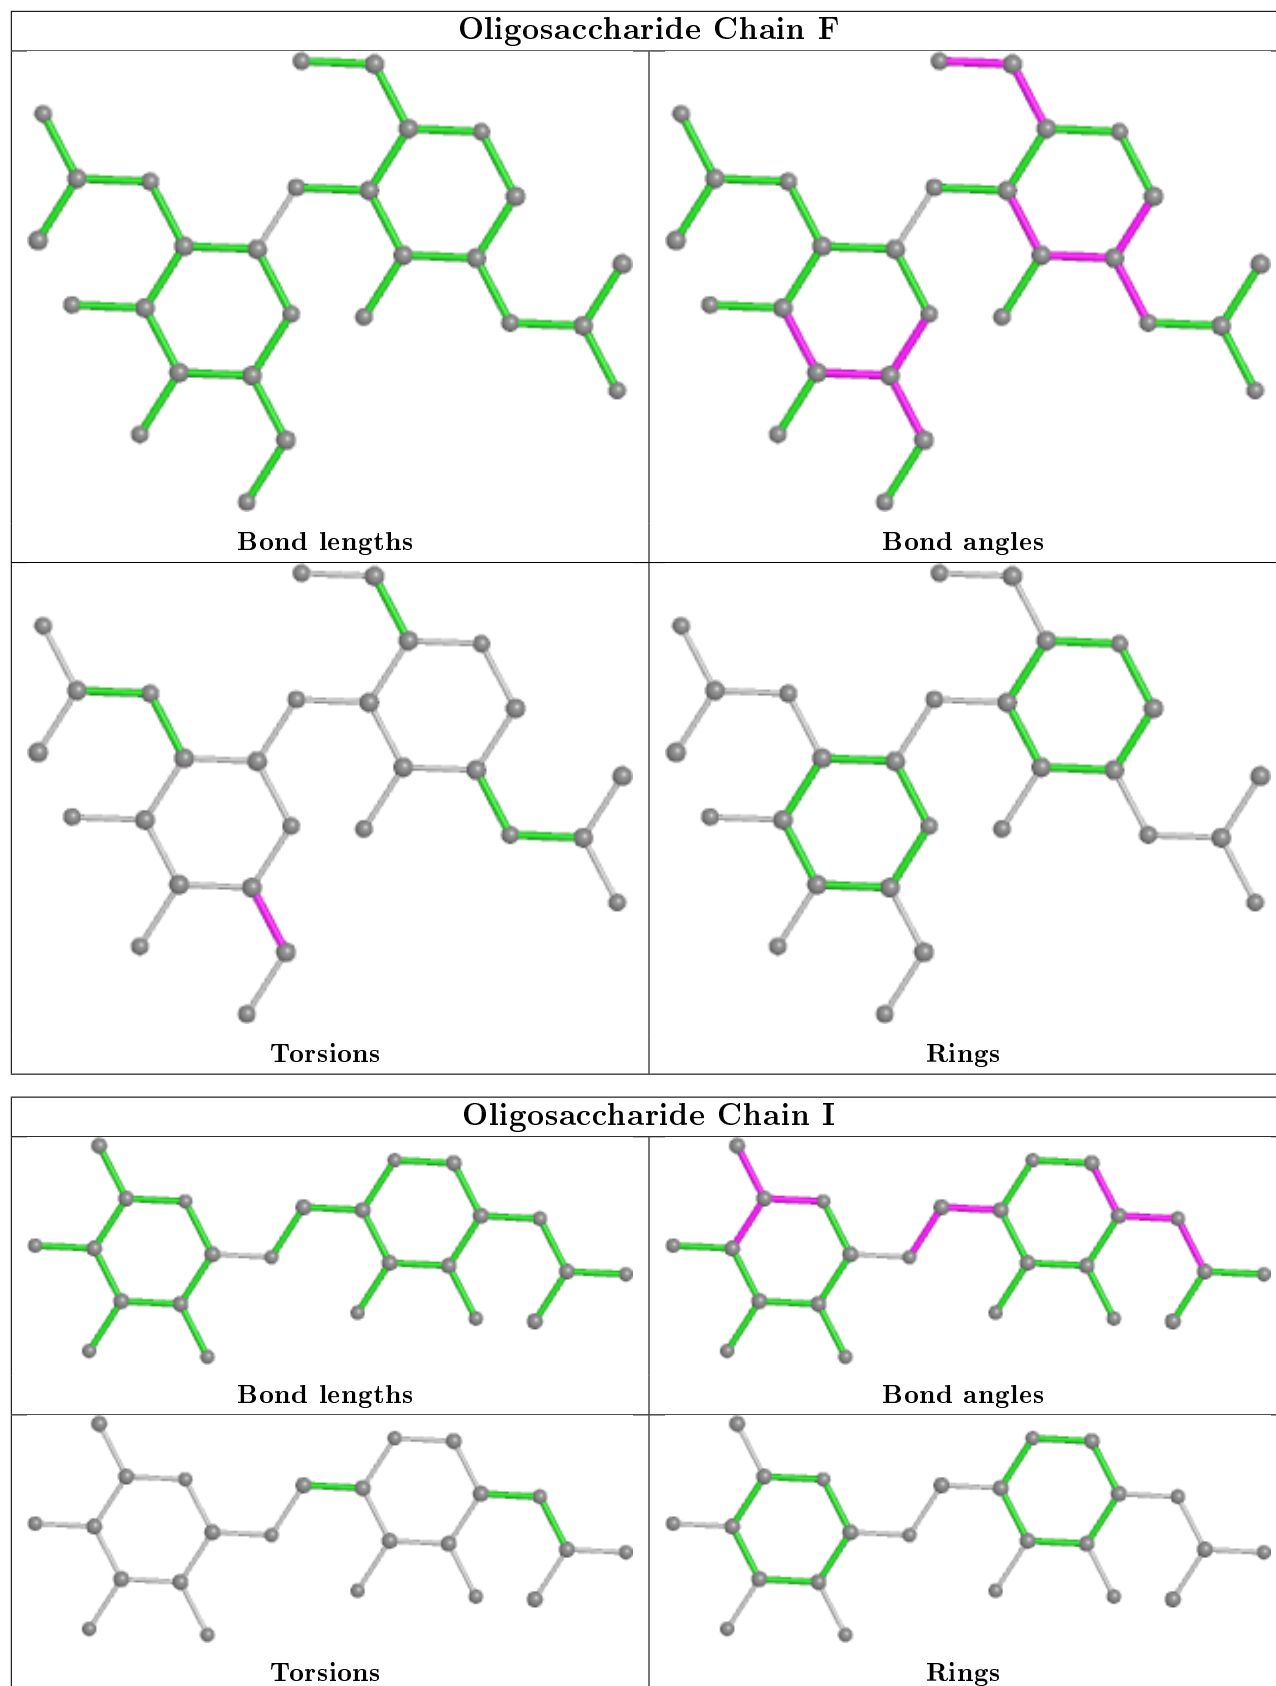 Oligosaccharide Chain F
Bond lengths
Bond angles
Torsions
Rings
Oligosaccharide Chain I
Bond lengths
Bond angles
Torsions
Rings